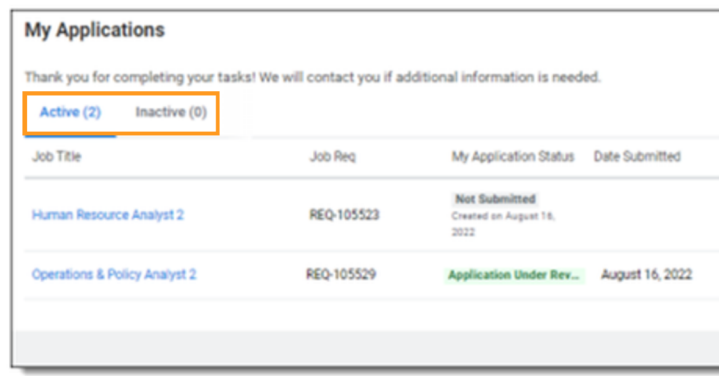 My Applications
Thank you for completing your tasks! We will contact you if additional information is needed.
Active (2) Inactive (0)
Job Title Job Req My Application Status Date Submitted
Human Resource Analyst 2 REQ-105523 Not Submitted
Created on August 16,
2022
Operations & Policy Analyst 2 REQ-105529 Application Under Rev... August 16, 2022